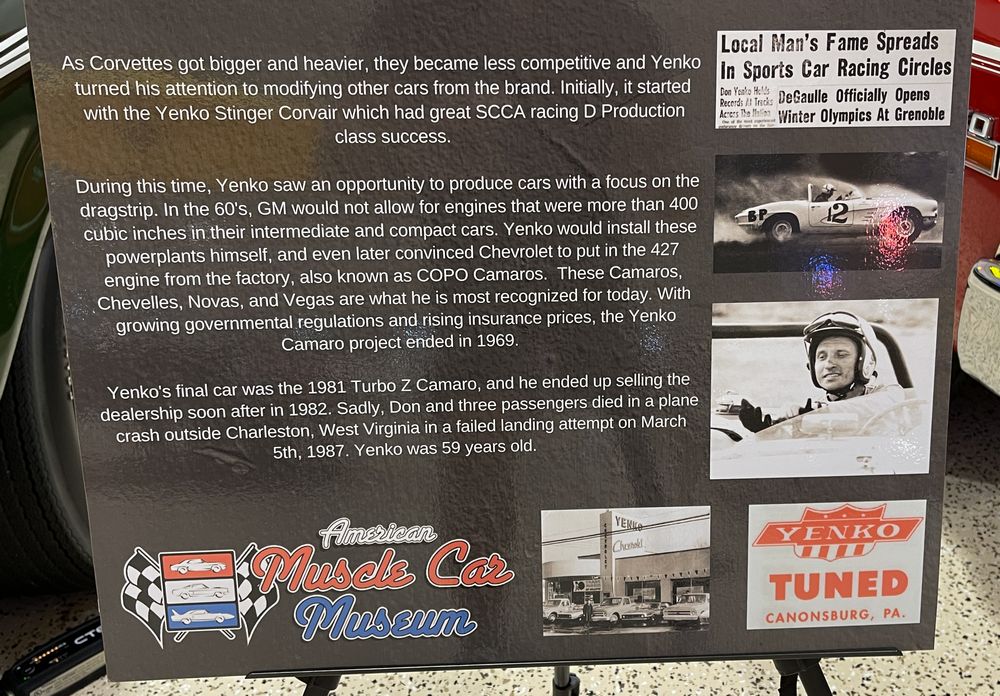 As Corvettes got bigger and heavier, they became less competitive and Yenko
turned his attention to modifying other cars from the brand. Initially, it started
with the Yenko Stinger Corvair which had great SCCA racing D Production
class success.
During this time, Yenko saw an opportunity to produce cars with a focus on the
dragstrip. In the 60's, GM would not allow for engines that were more than 400
cubic inches in their intermediate and compact cars. Yenko would install these
powerplants himself, and even later convinced Chevrolet to put in the 427
engine from the factory, also known as COPO Camaros. These Camaros,
Chevelles, Novas, and Vegas are what he is most recognized for today. With
growing governmental regulations and rising insurance prices, the Yenko
Camaro project ended in 1969.
Yenko's final car was the 1981 Turbo Z Camaro, and he ended up selling the
dealership soon after in 1982. Sadly, Don and three passengers died in a plane
crash outside Charleston, West Virginia in a failed landing attempt on March
5th, 1987. Yenko was 59 years old.
Local Man's Fame Spreads
In Sports Car Racing Circles
Don Yenko Holds
Records At Tracks
Across The Nation
DeGaulle Officially Opens
Winter Olympics At Grenoble
BP
12
American
Muscle Car
Museum
YENKO
Chevrolet
YENKO
TUNED
CANONSBURG, PA.